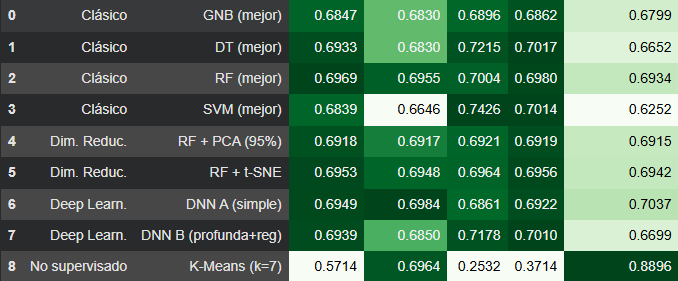 0 Clásico GNB (mejor) 0.6847 0.6830 0.6896 0.6862 0.6799
1 Clásico DT (mejor) 0.6933 0.6830 0.7215 0.7017 0.6652
2 Clásico RF (mejor) 0.6969 0.6955 0.7004 0.6980 0.6934
3 Clásico SVM (mejor) 0.6839 0.6646 0.7426 0.7014 0.6252
4 Dim. Reduc. RF + PCA (95%) 0.6918 0.6917 0.6921 0.6919 0.6915
5 Dim. Reduc. RF + t-SNE 0.6953 0.6948 0.6964 0.6956 0.6942
6 Deep Learn. DNN A (simple) 0.6949 0.6984 0.6861 0.6922 0.7037
7 Deep Learn. DNN B (profunda+reg) 0.6939 0.6850 0.7178 0.7010 0.6699
8 No supervisado K-Means (k=7) 0.5714 0.6964 0.2532 0.3714 0.8896